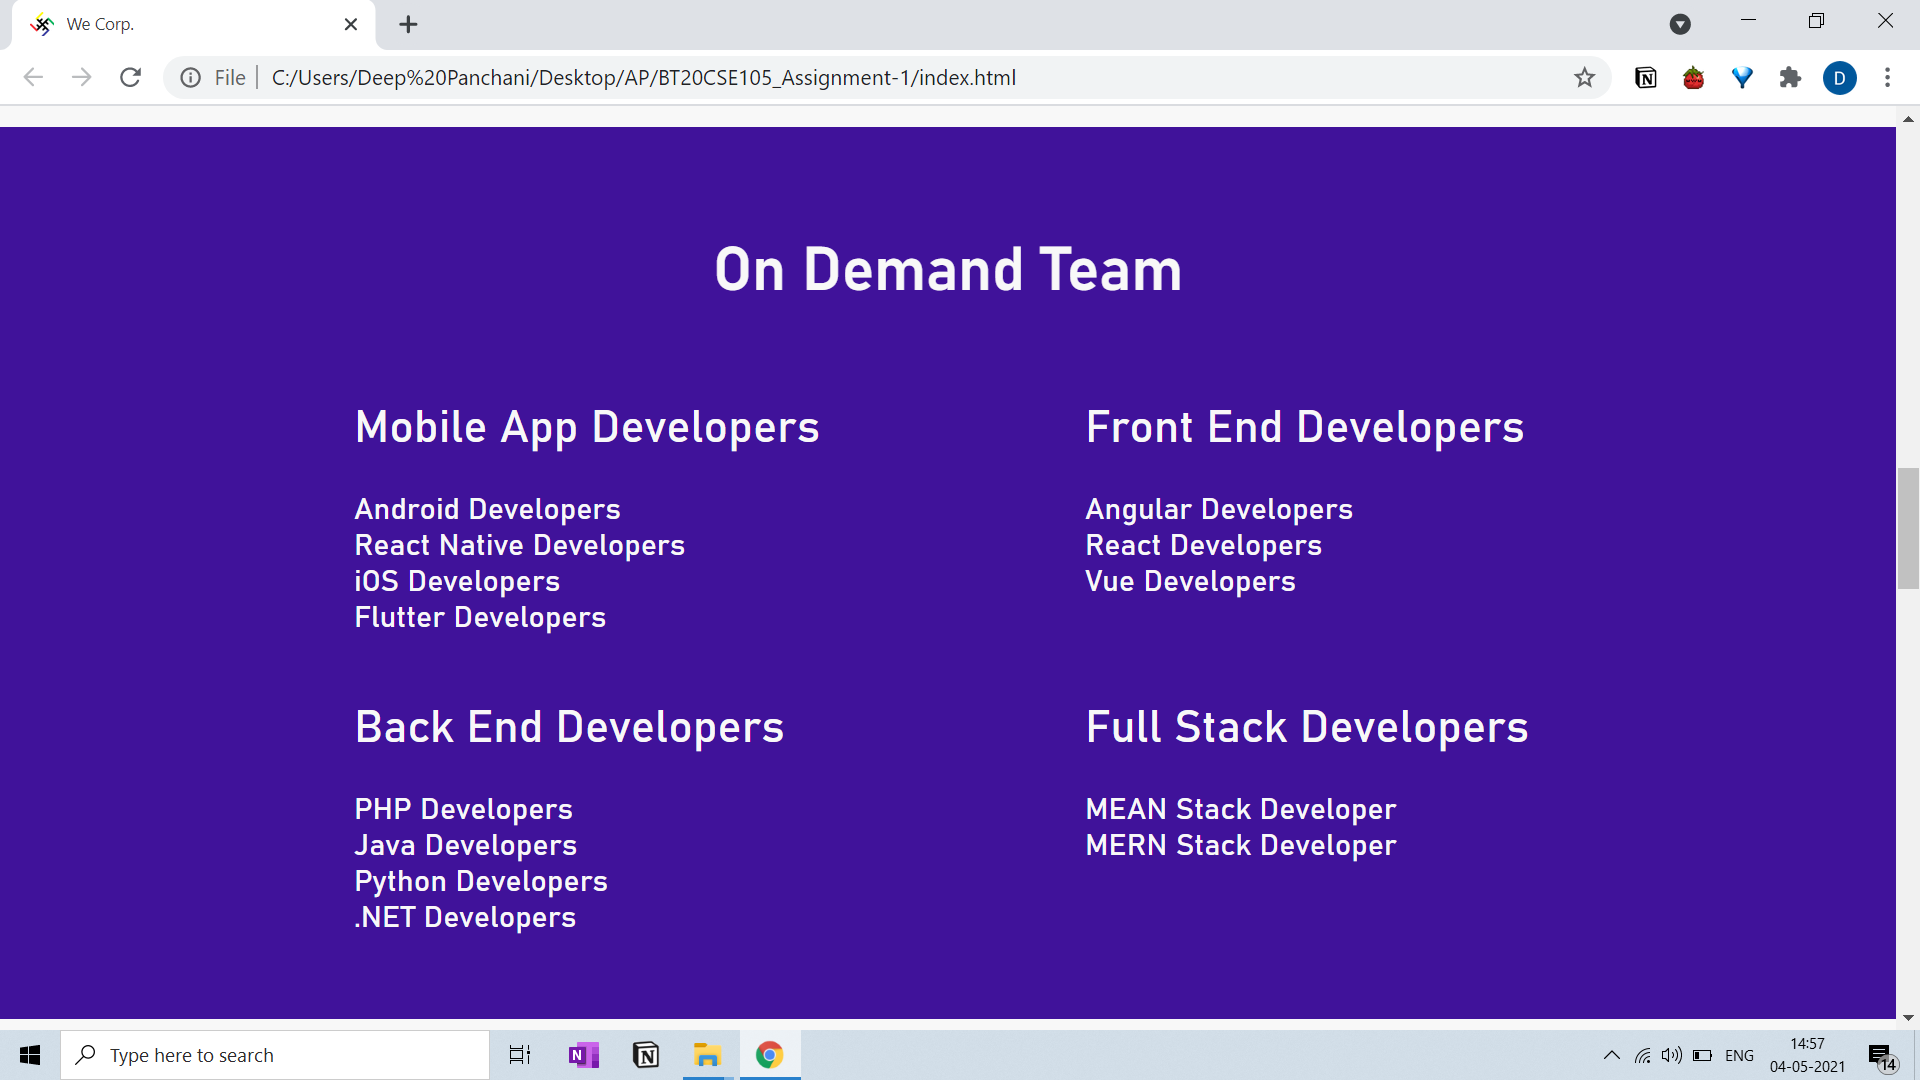 We Corp.
File
C:/Users/Deep%20Panchani/Desktop/AP/BT20CSE105_Assignment-1/index.html
N
D
On Demand Team
Mobile App Developers
Android Developers
React Native Developers
iOS Developers
Flutter Developers
Front End Developers
Angular Developers
React Developers
Vue Developers
Back End Developers
PHP Developers
Java Developers
Python Developers
.NET Developers
Full Stack Developers
MEAN Stack Developer
MERN Stack Developer
Type here to search
N
N
ENG
14:57
04-05-2021
14